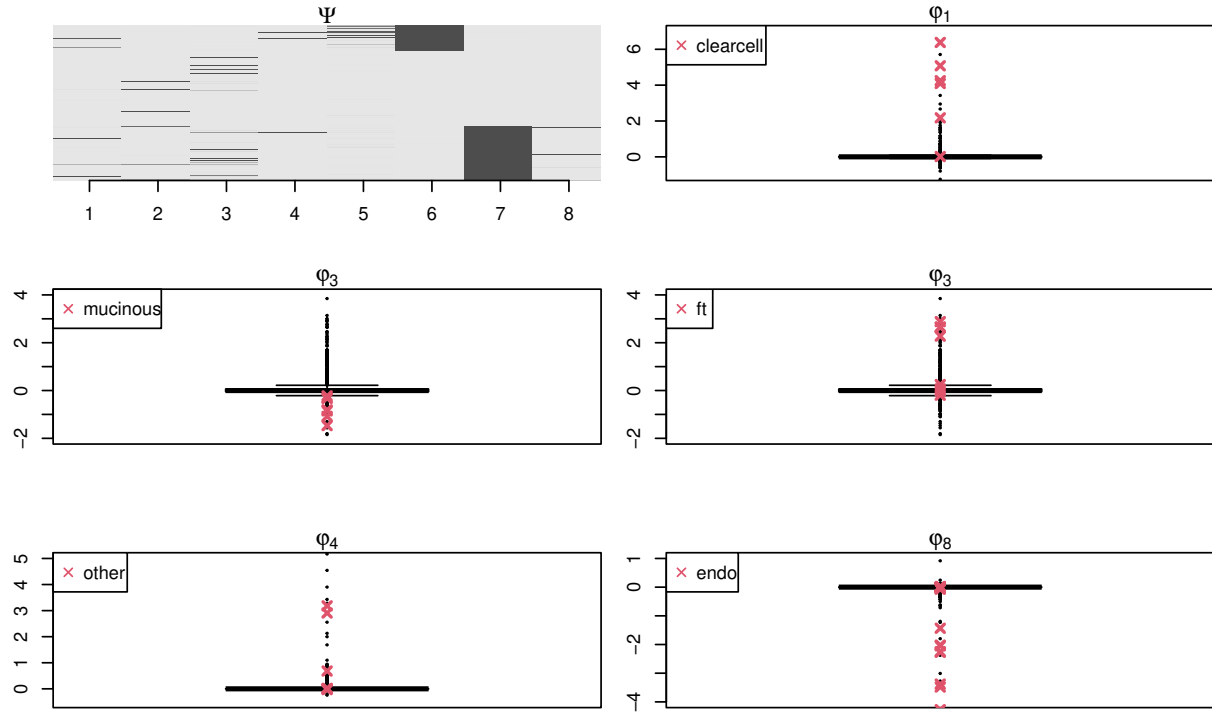 Ψ
1 2 3 4 5 6 7 8
φ1
× clearcell
6
4
2
0
φ3
× mucinous
4
2
0
−2
φ3
× ft
4
2
0
−2
φ4
× other
5
4
3
2
1
0
φ8
× endo
1
0
−2
−4